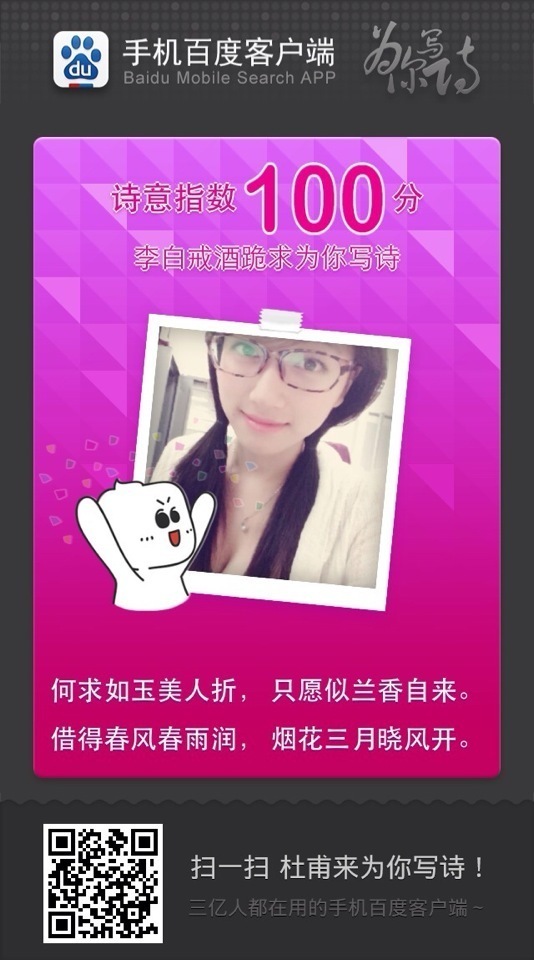 du
手机百度客户端
Baidu Mobile Search APP
为你写诗
诗意指数100分
李白戒酒跪求为你写诗
何求如玉美人折， 只愿似兰香自来。
借得春风春雨润， 烟花三月晓风开。
扫一扫 杜甫来为你写诗！
三亿人都在用的手机百度客户端~